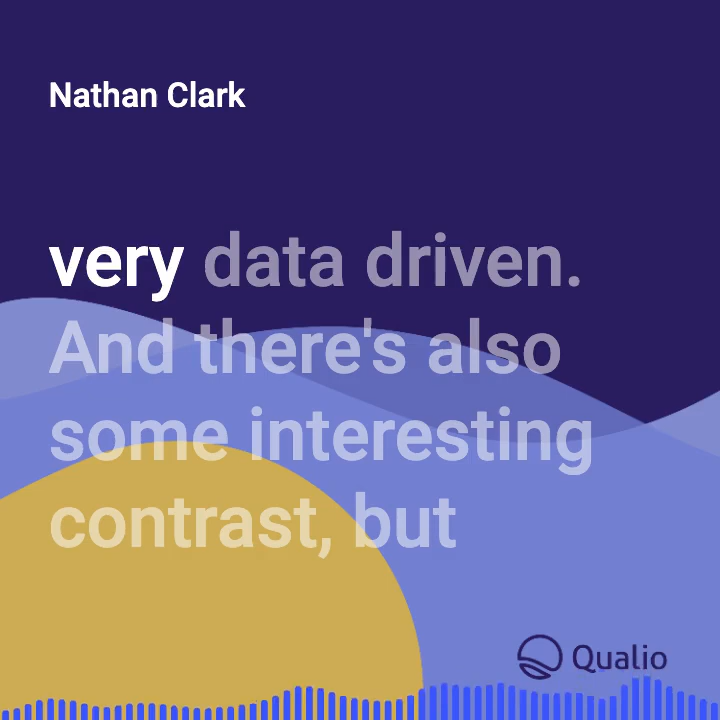 Nathan Clark
very data driven.
And there's also
some interesting
contrast, but
Qualio